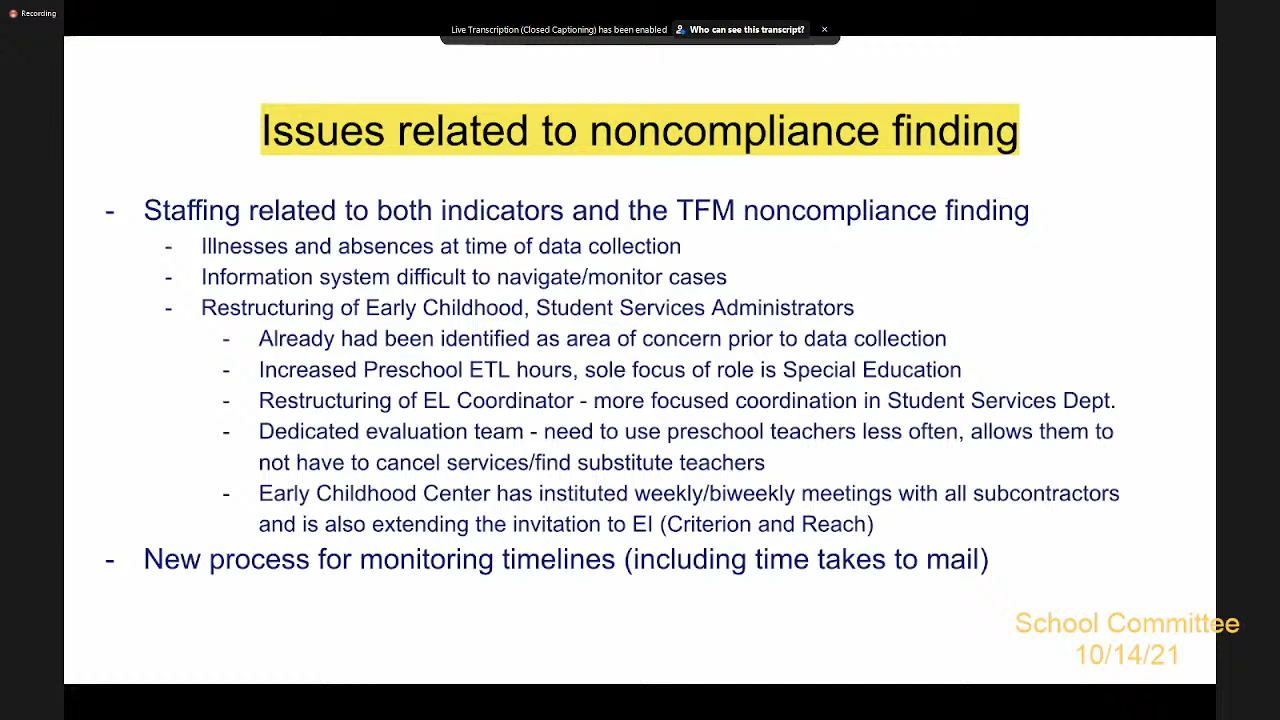 Recording
Live Transcription (Closed Captioning) has been enabled Who can see this transcript? ×
Issues related to noncompliance finding
- Staffing related to both indicators and the TFM noncompliance finding
- Illnesses and absences at time of data collection
- Information system difficult to navigate/monitor cases
- Restructuring of Early Childhood, Student Services Administrators
- Already had been identified as area of concern prior to data collection
- Increased Preschool ETL hours, sole focus of role is Special Education
- Restructuring of EL Coordinator - more focused coordination in Student Services Dept.
- Dedicated evaluation team - need to use preschool teachers less often, allows them to
not have to cancel services/find substitute teachers
- Early Childhood Center has instituted weekly/biweekly meetings with all subcontractors
and is also extending the invitation to EI (Criterion and Reach)
- New process for monitoring timelines (including time takes to mail)
School Committee
10/14/21